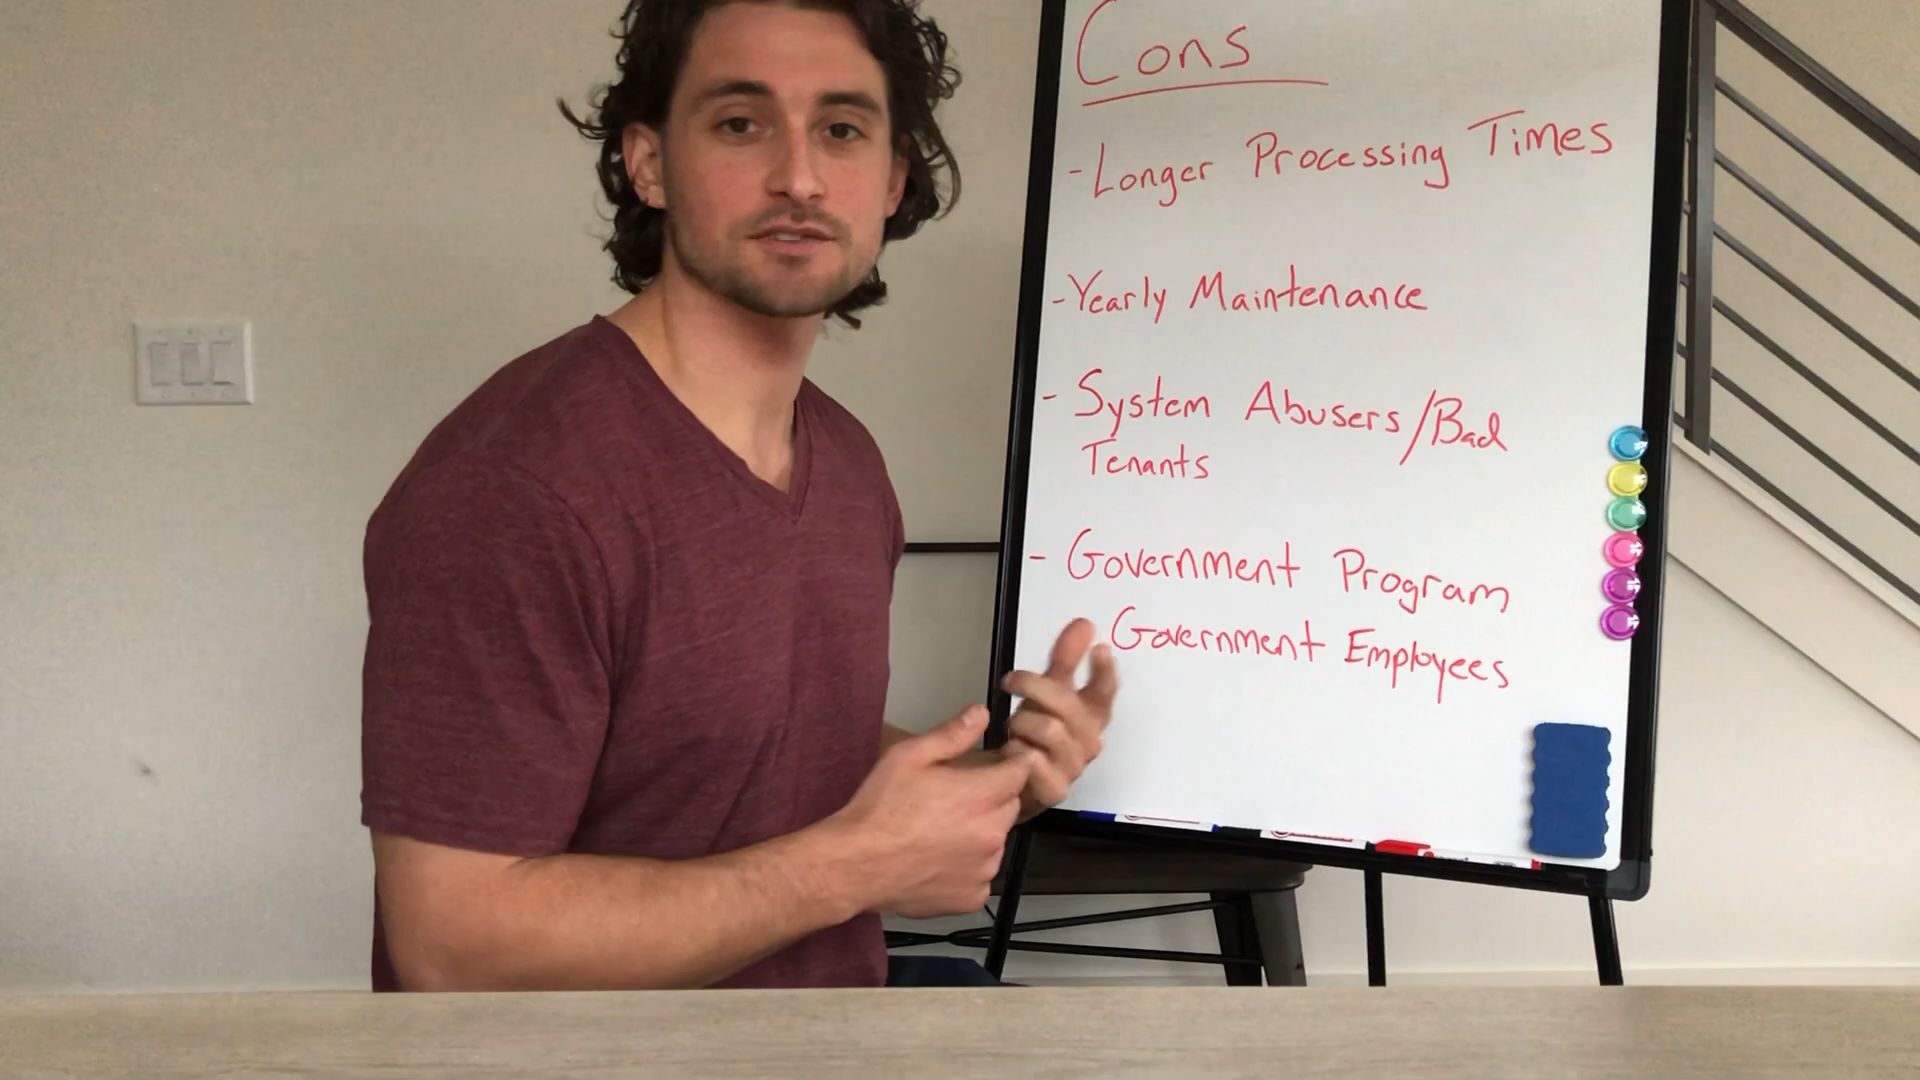 Cons
- Longer Processing Times
- Yearly Maintenance
- System Abusers/Bad
Tenants
- Government Program
Government Employees